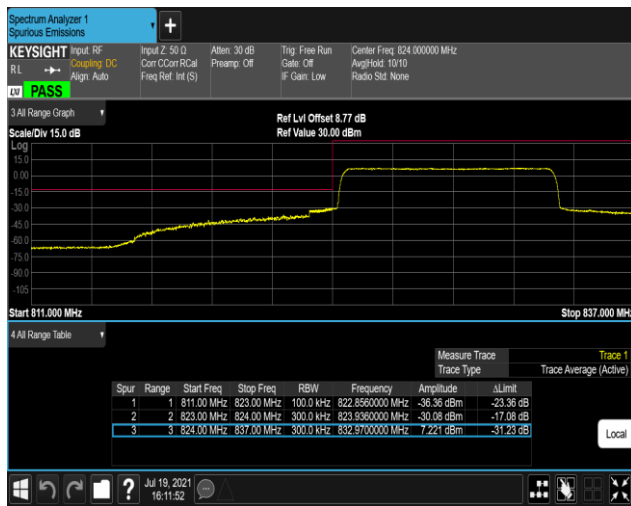 Spectrum Analyzer 1
Spurious Emissions
KEYSIGHT Input: RF Input Z: 50 Ω Atten: 30 dB Trig: Free Run Center Freq: 824.000000 MHz
R L Coupling: DC Corr CCorr RCal Preamp: Off Gate: Off Avg|Hold: 10/10
Align: Auto Freq Ref: Int (S) IF Gain: Low Radio Std: None
LXI PASS
3 All Range Graph
Ref Lvl Offset 8.77 dB
Scale/Div 15.0 dB Ref Value 30.00 dBm
Log
15.0
0.00
-15.0
-30.0
-45.0
-60.0
-75.0
-90.0
-105
Start 811.000 MHz Stop 837.000 MHz
4 All Range Table
Measure Trace Trace 1
Trace Type Trace Average (Active)
Spur Range Start Freq Stop Freq RBW Frequency Amplitude ΔLimit
1 1 811.00 MHz 823.00 MHz 100.0 kHz 822.8560000 MHz -36.36 dBm -23.36 dB
2 2 823.00 MHz 824.00 MHz 300.0 kHz 823.9360000 MHz -30.08 dBm -17.08 dB
3 3 824.00 MHz 837.00 MHz 300.0 kHz 832.9700000 MHz 7.221 dBm -31.23 dB
Local
? Jul 19, 2021
16:11:52